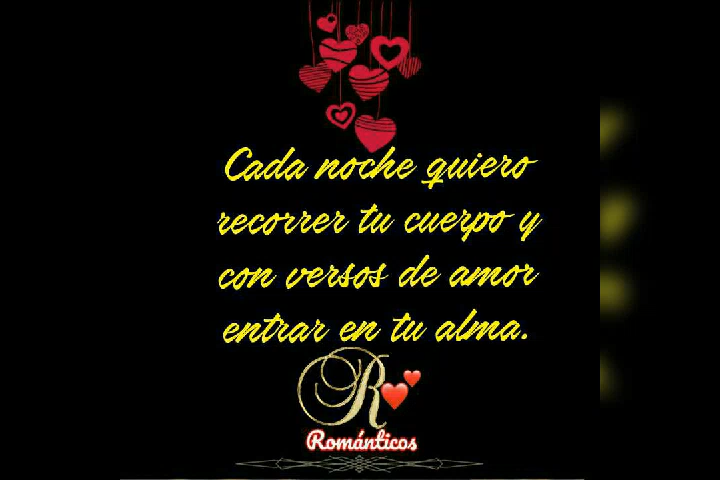 Cada noche quiero
recorrer tu cuerpo y
con versos de amor
entrar en tu alma.
R
Románticos